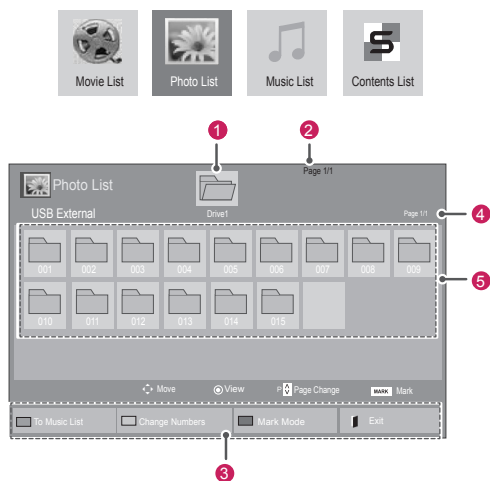 Movie List
Photo List
Music List
Contents List
1
2
Page 1/1
Photo List
USB External
Drive1
Page 1/1
4
001 002 003 004 005 006 007 008 009
5
010 011 012 013 014 015
Move View P Page Change MARK Mark
To Music List Change Numbers Mark Mode Exit
3